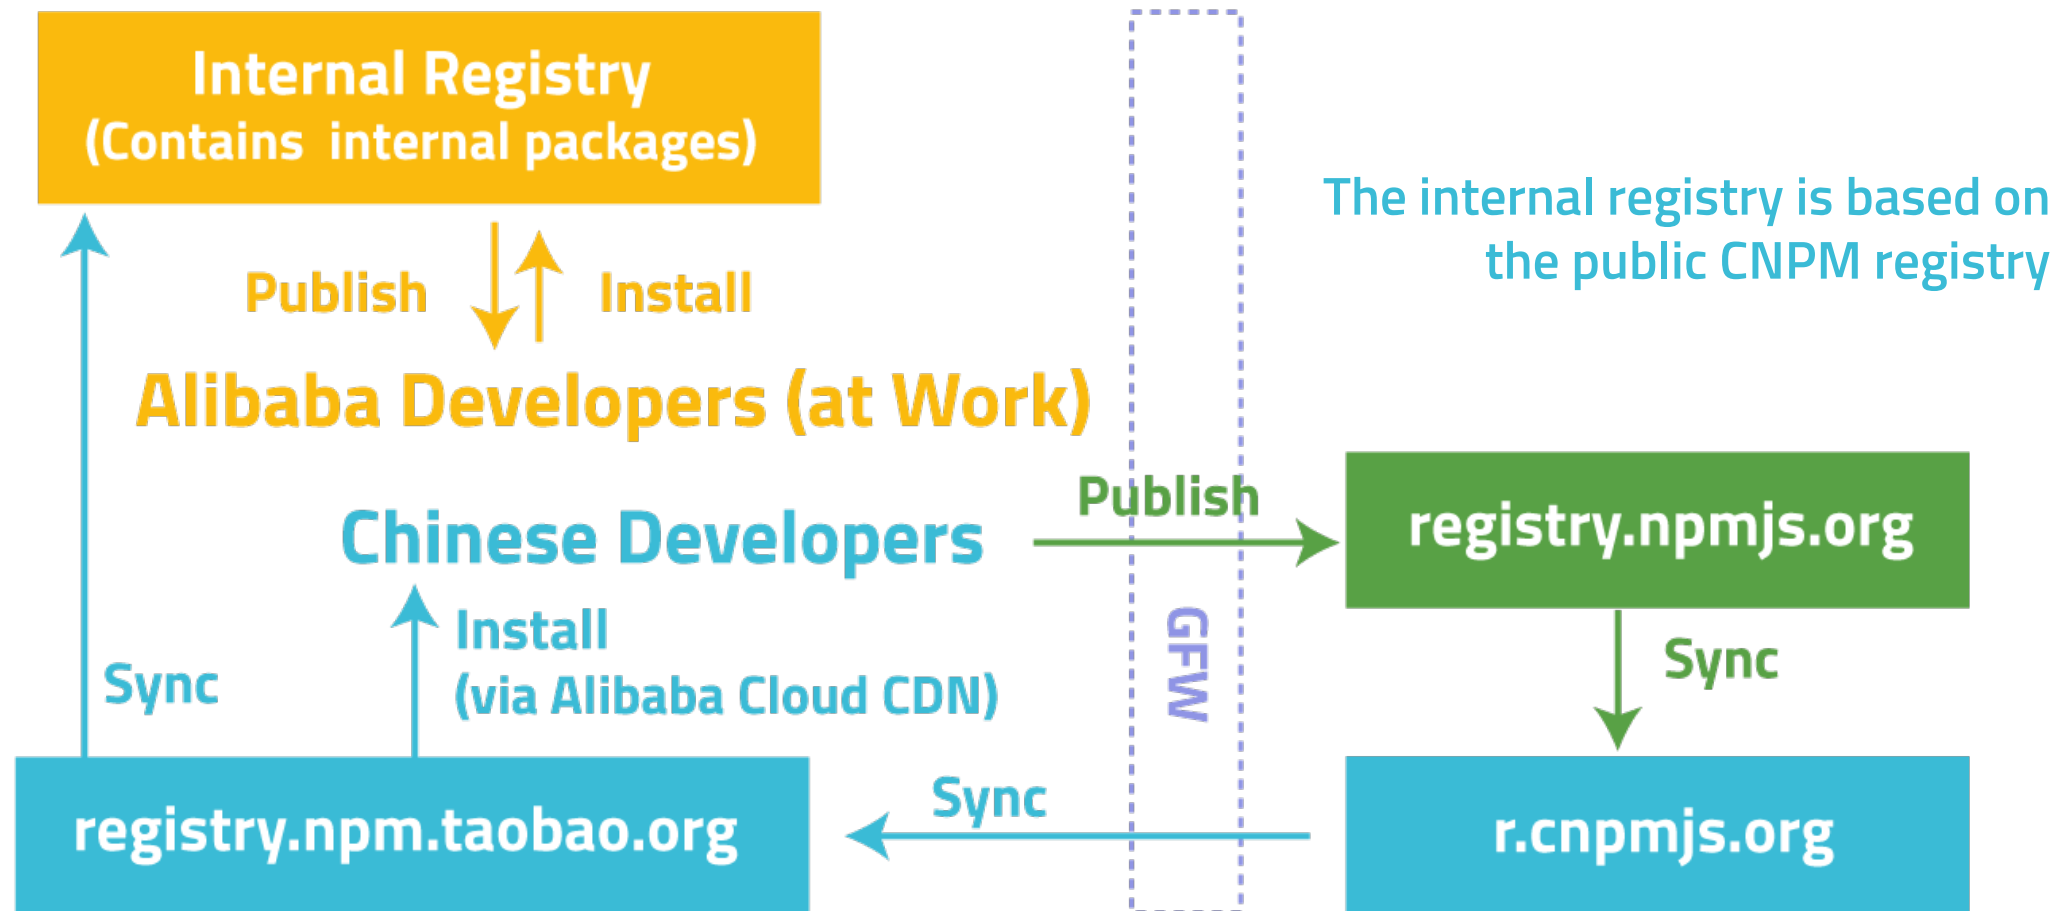 Internal Registry
(Contains internal packages)
The internal registry is based on
the public CNPM registry
Publish
Install
Alibaba Developers (at Work)
Chinese Developers
Publish
registry.npmjs.org
Install
(via Alibaba Cloud CDN)
GFW
Sync
Sync
registry.npm.taobao.org
Sync
r.cnpmjs.org